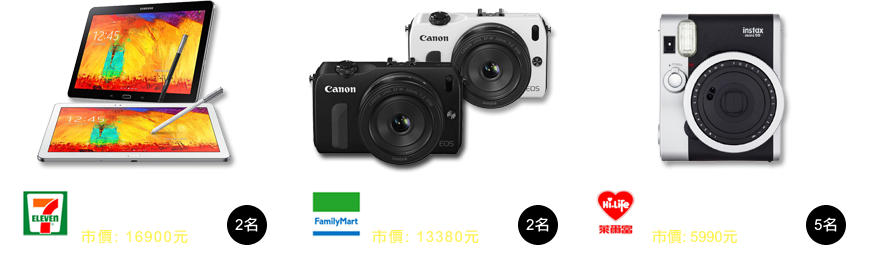 12:45
12:45
Canon
EOS
Canon
EOS
instax
mini 90
7
ELEVEN
市價: 16900元
2名
FamilyMart
市價: 13380元
2名
Hi-Life
萊爾富
市價: 5990元
5名